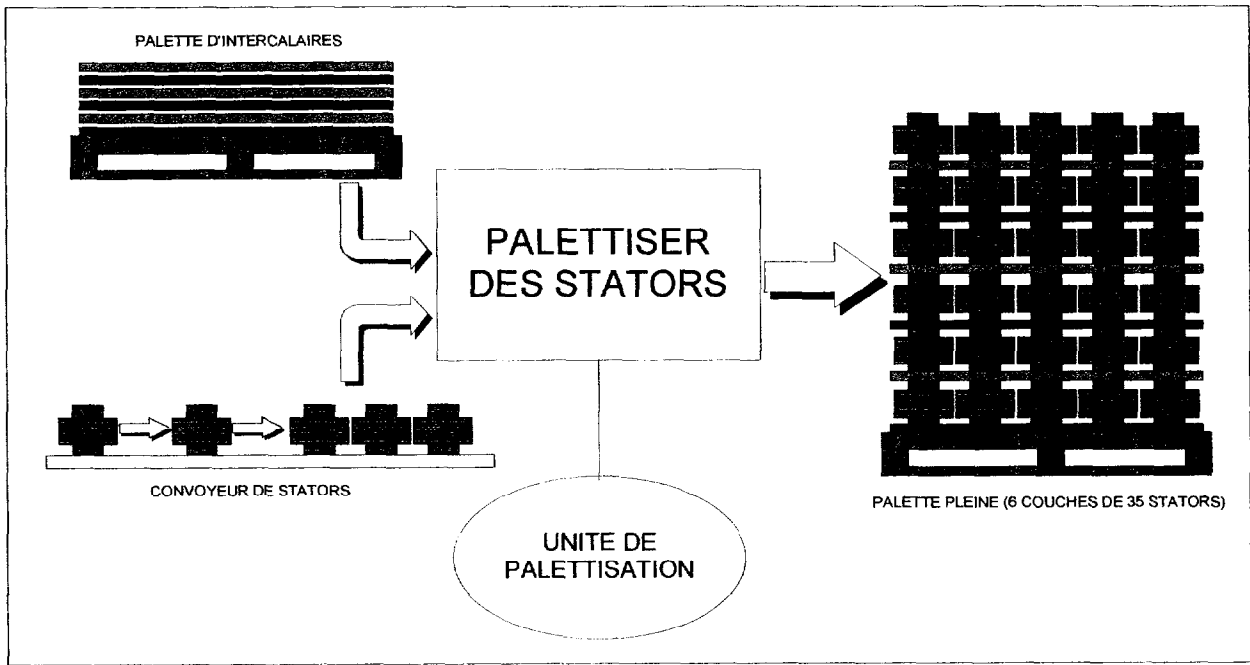 PALETTE D'INTERCALAIRES
PALETTISER
DES STATORS
CONVOYEUR DE STATORS
PALETTE PLEINE (6 COUCHES DE 35 STATORS)
UNITE DE
PALETTISATION